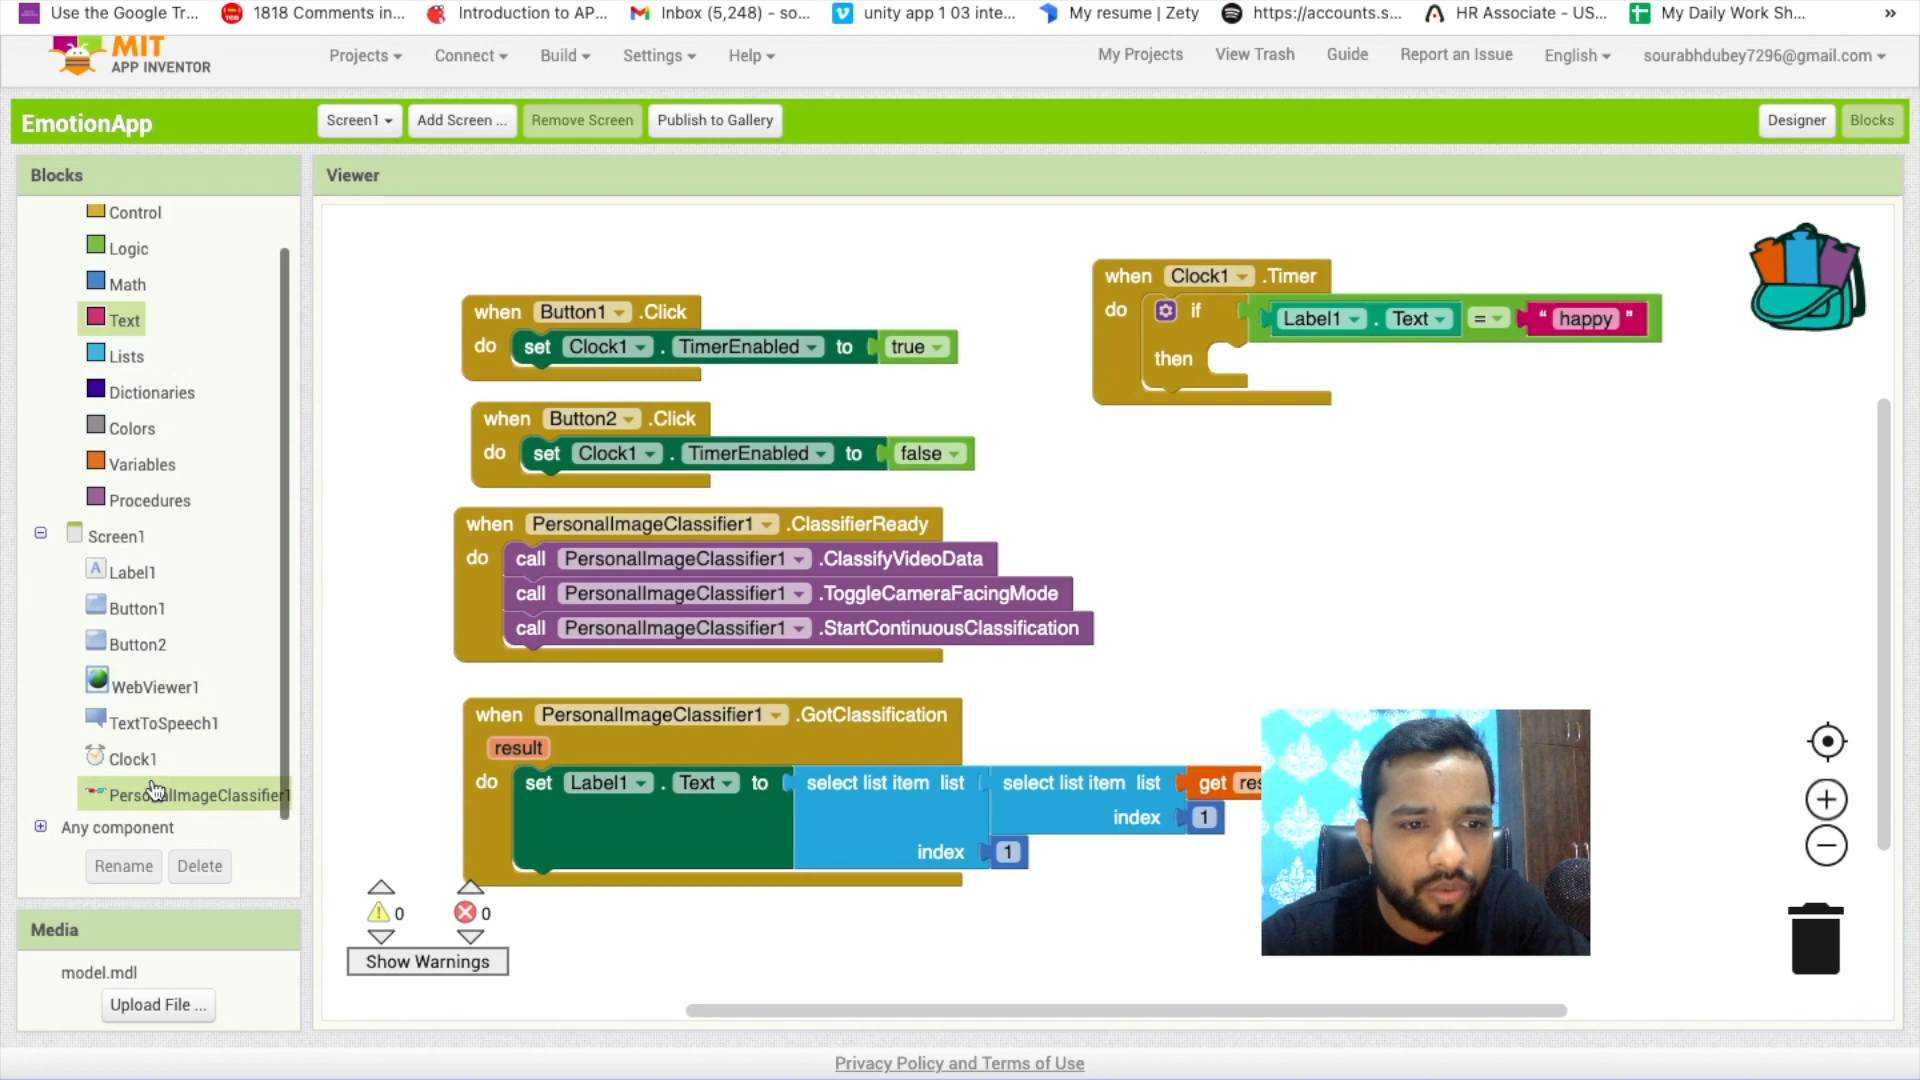 Use the Google Tr... 1818 Comments in... Introduction to AP... Inbox (5,248) - so... unity app 1 03 inte... My resume | Zety https://accounts.s... HR Associate - US... My Daily Work Sh... »
MIT
APP INVENTOR
Projects Connect Build Settings Help My Projects View Trash Guide Report an Issue English sourabhdubey7296@gmail.com
EmotionApp Screen1 Add Screen ... Remove Screen Publish to Gallery Designer Blocks
Blocks
Control
Logic
Math
Text
Lists
Dictionaries
Colors
Variables
Procedures
Screen1
Label1
Button1
Button2
WebViewer1
TextToSpeech1
Clock1
PersonalImageClassifier1
Any component
Rename Delete
Media
model.mdl
Upload File ...
Viewer
when Button1 .Click
do set Clock1 . TimerEnabled to true
when Button2 .Click
do set Clock1 . TimerEnabled to false
when PersonalImageClassifier1 .ClassifierReady
do call PersonalImageClassifier1 .ClassifyVideoData
call PersonalImageClassifier1 .ToggleCameraFacingMode
call PersonalImageClassifier1 .StartContinuousClassification
when PersonalImageClassifier1 .GotClassification
result
do set Label1 . Text to select list item list select list item list get res
index 1
index 1
when Clock1 .Timer
do if Label1 . Text = “ happy ”
then
0 0
Show Warnings
Privacy Policy and Terms of Use